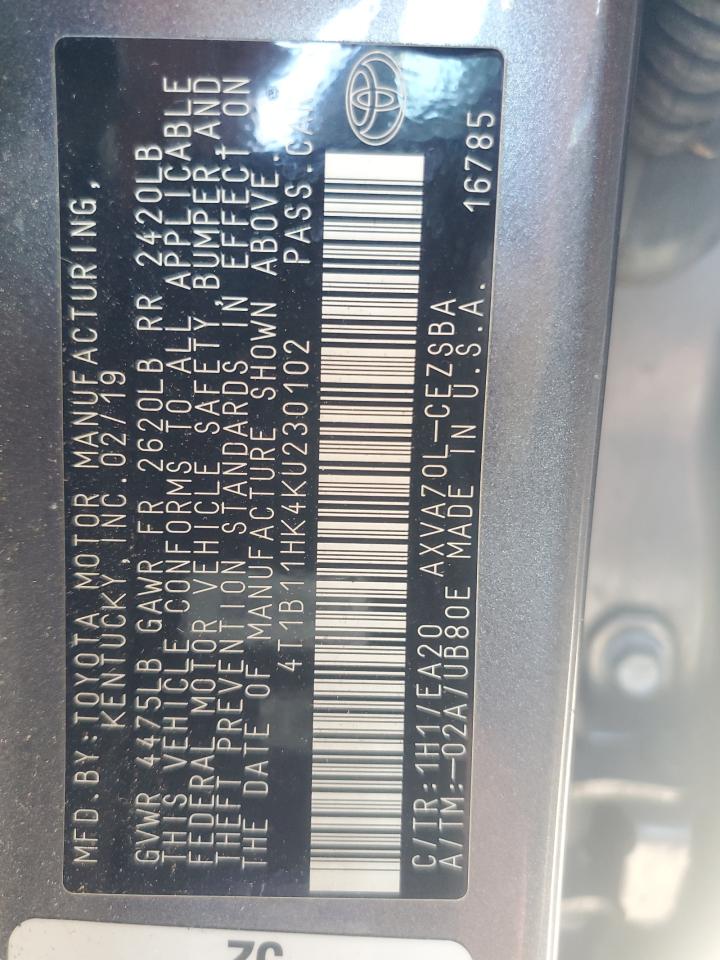 MFD.BY:TOYOTA MOTOR MANUFACTURING,
KENTUCKY,INC.02/19
GVWR 4475LB GAWR FR 2620LB RR 2420LB
THIS VEHICLE CONFORMS TO ALL APPLICABLE
FEDERAL MOTOR VEHICLE SAFETY,BUMPER AND
THEFT PREVENTION STANDARDS IN EFFECT ON
THE DATE OF MANUFACTURE SHOWN ABOVE.
4T1B11HK4KU230102 PASS.CAR
C/TR:1H1/EA20 AXVA70L-CEZSBA
A/TM:-02A/UB80E MADE IN U.S.A. 16785